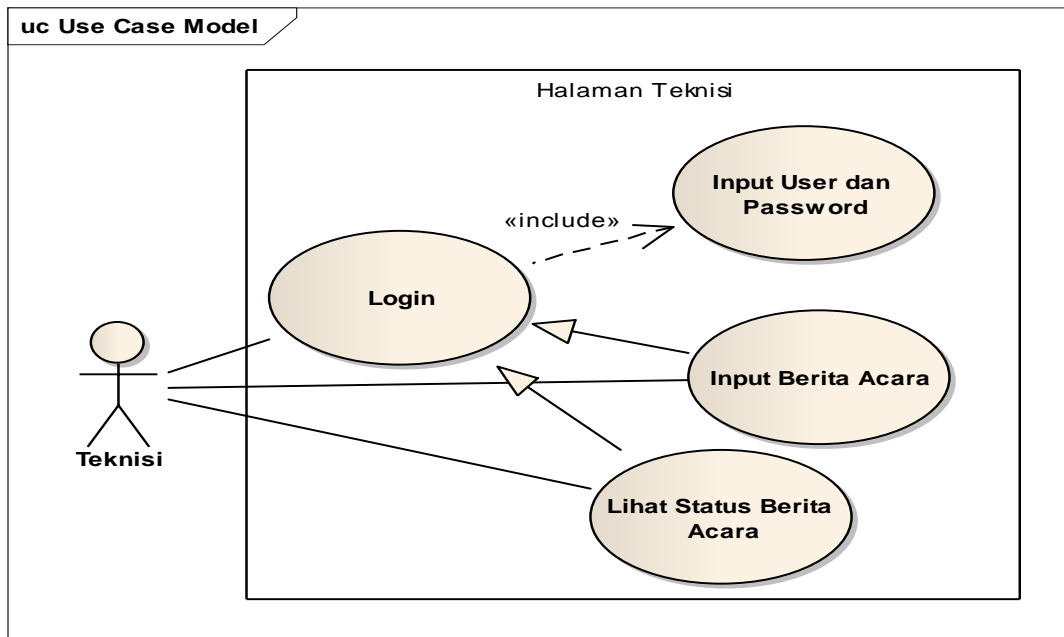 uc Use Case Model
Halaman Teknisi
Input User dan
Password
«include»
Login
Input Berita Acara
Teknisi
Lihat Status Berita
Acara